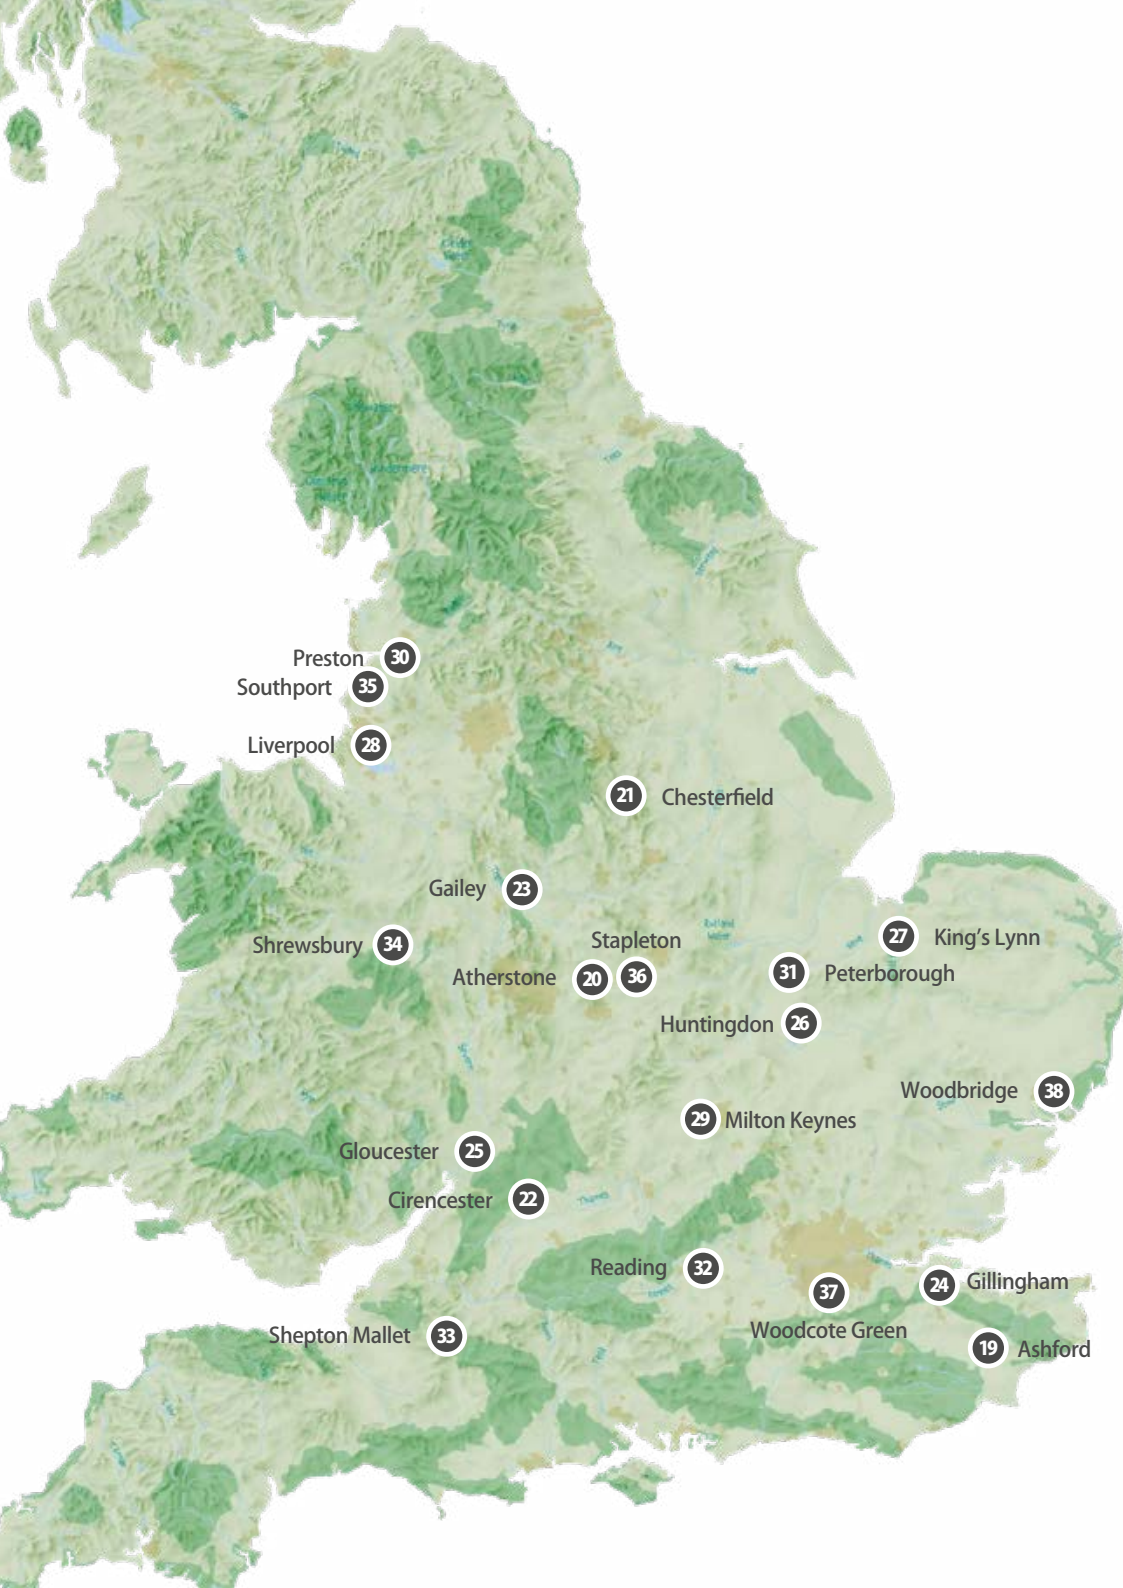 Preston 30
Southport 35
Liverpool 28
21 Chesterfield
Gailey 23
Shrewsbury 34
Stapleton
27 King's Lynn
Atherstone 20 36
31 Peterborough
Huntingdon 26
Woodbridge 38
29 Milton Keynes
Gloucester 25
Cirencester 22
Thames
Reading 32
24 Gillingham
37
Woodcote Green
Shepton Mallet 33
19 Ashford